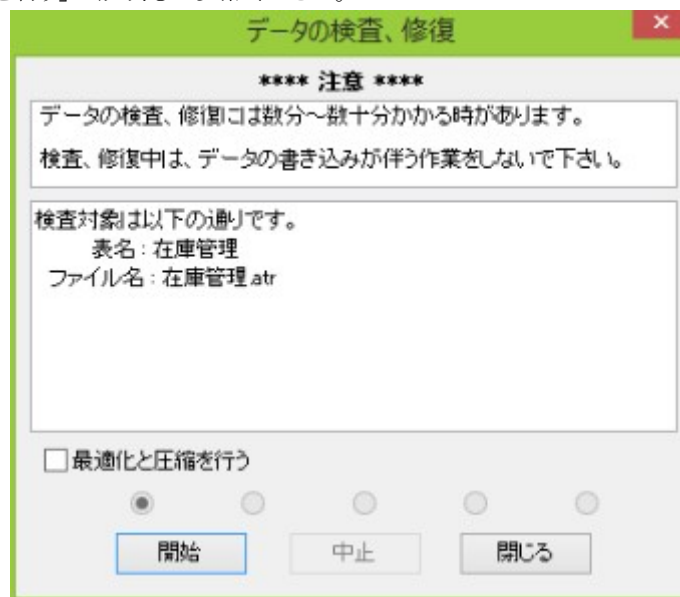 データの検査、修復
**** 注意 ****
データの検査、修復には数分～数十分かかる時があります。
検査、修復中は、データの書き込みが伴う作業をしないで下さい。
検査対象は以下の通りです。
表名：在庫管理
ファイル名：在庫管理.atr
最適化と圧縮を行う
開始 中止 閉じる